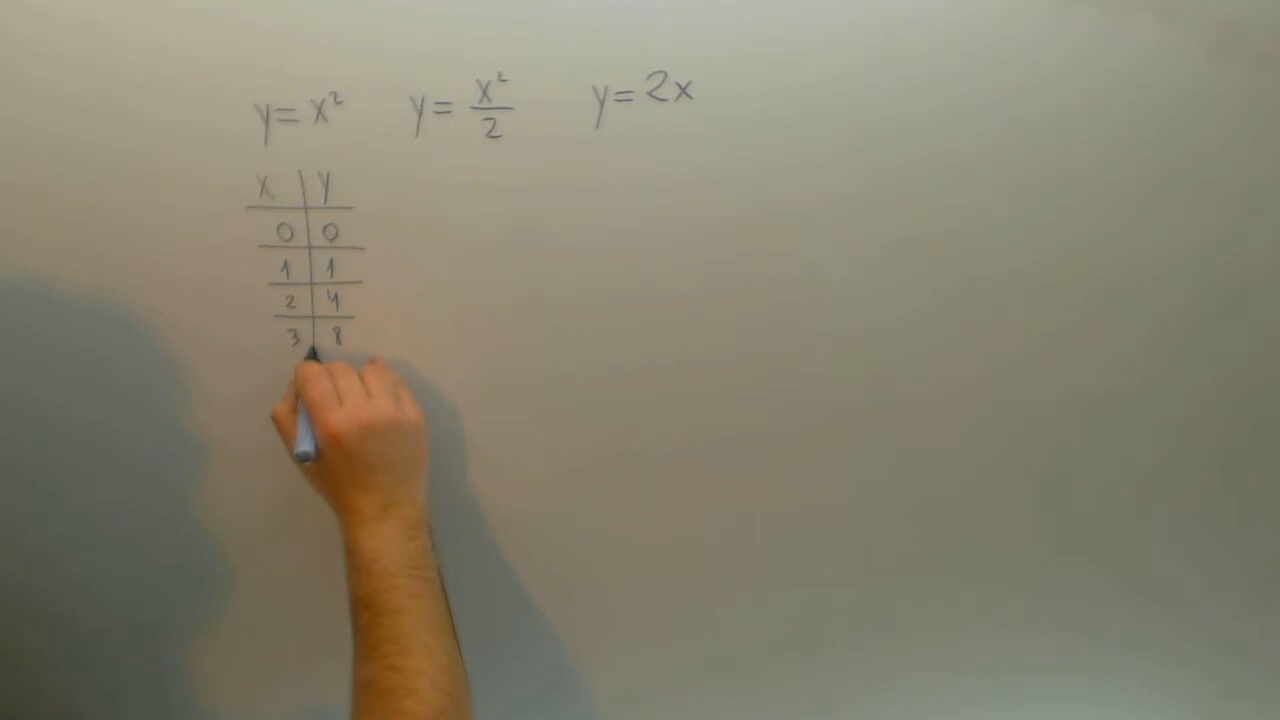 y = x² y = x²/2 y = 2x
x y
0 0
1 1
2 4
3 8